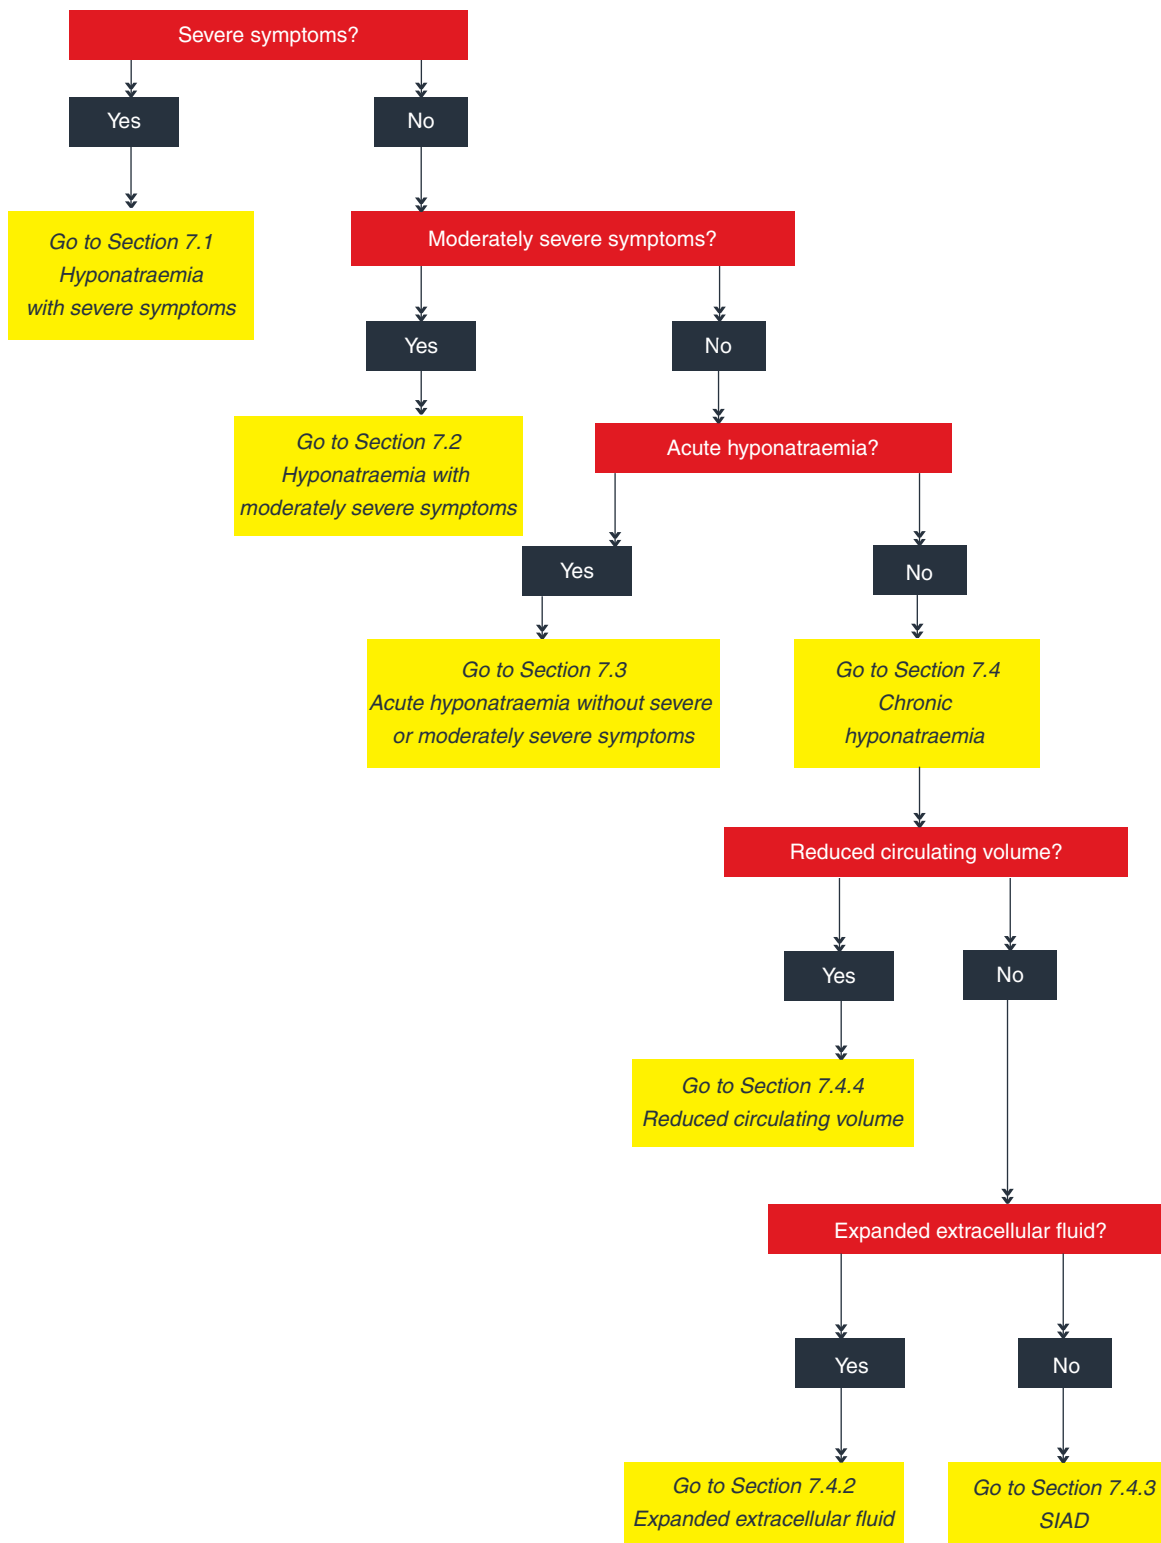 Severe symptoms?
Yes
No
Go to Section 7.1
Hyponatraemia
with severe symptoms
Moderately severe symptoms?
Yes
No
Go to Section 7.2
Hyponatraemia with
moderately severe symptoms
Acute hyponatraemia?
Yes
No
Go to Section 7.3
Acute hyponatraemia without severe
or moderately severe symptoms
Go to Section 7.4
Chronic
hyponatraemia
Reduced circulating volume?
Yes
No
Go to Section 7.4.4
Reduced circulating volume
Expanded extracellular fluid?
Yes
No
Go to Section 7.4.2
Expanded extracellular fluid
Go to Section 7.4.3
SIAD